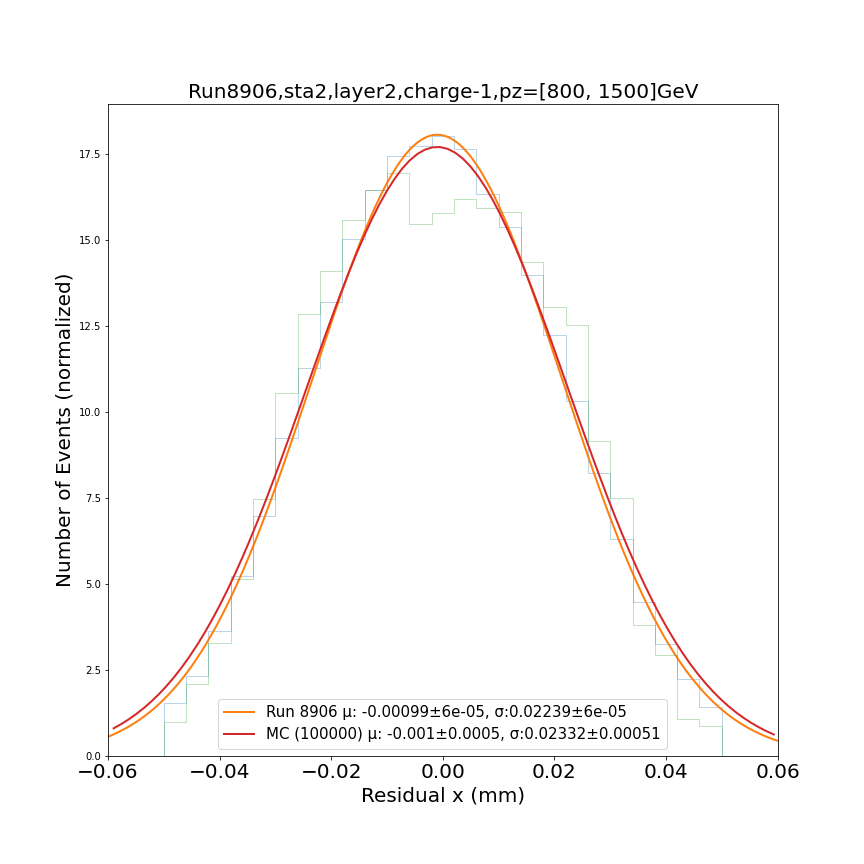 Run8906,sta2,layer2,charge-1,pz=[800, 1500]GeV
Number of Events (normalized)
17.5
15.0
12.5
10.0
7.5
5.0
2.5
0.0
Run 8906 μ: -0.00099±6e-05, σ:0.02239±6e-05
MC (100000) μ: -0.001±0.0005, σ:0.02332±0.00051
−0.06 −0.04 −0.02 0.00 0.02 0.04 0.06
Residual x (mm)